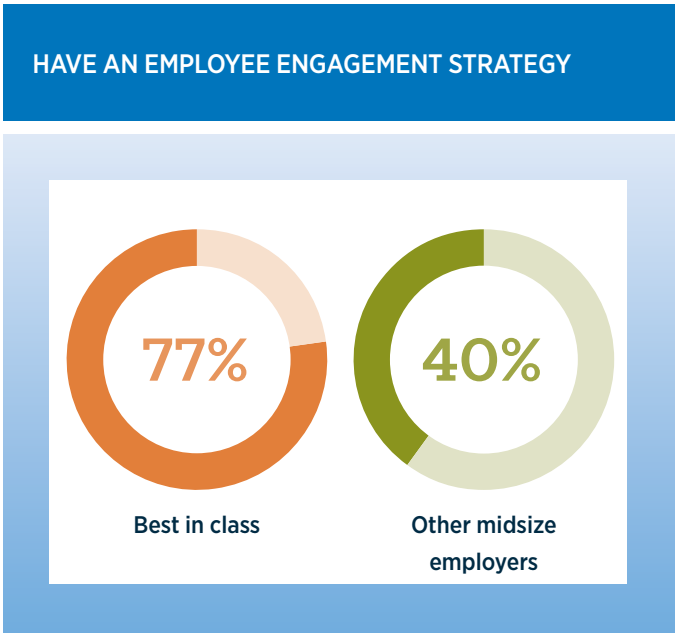 HAVE AN EMPLOYEE ENGAGEMENT STRATEGY
77%
40%
Best in class
Other midsize
employers